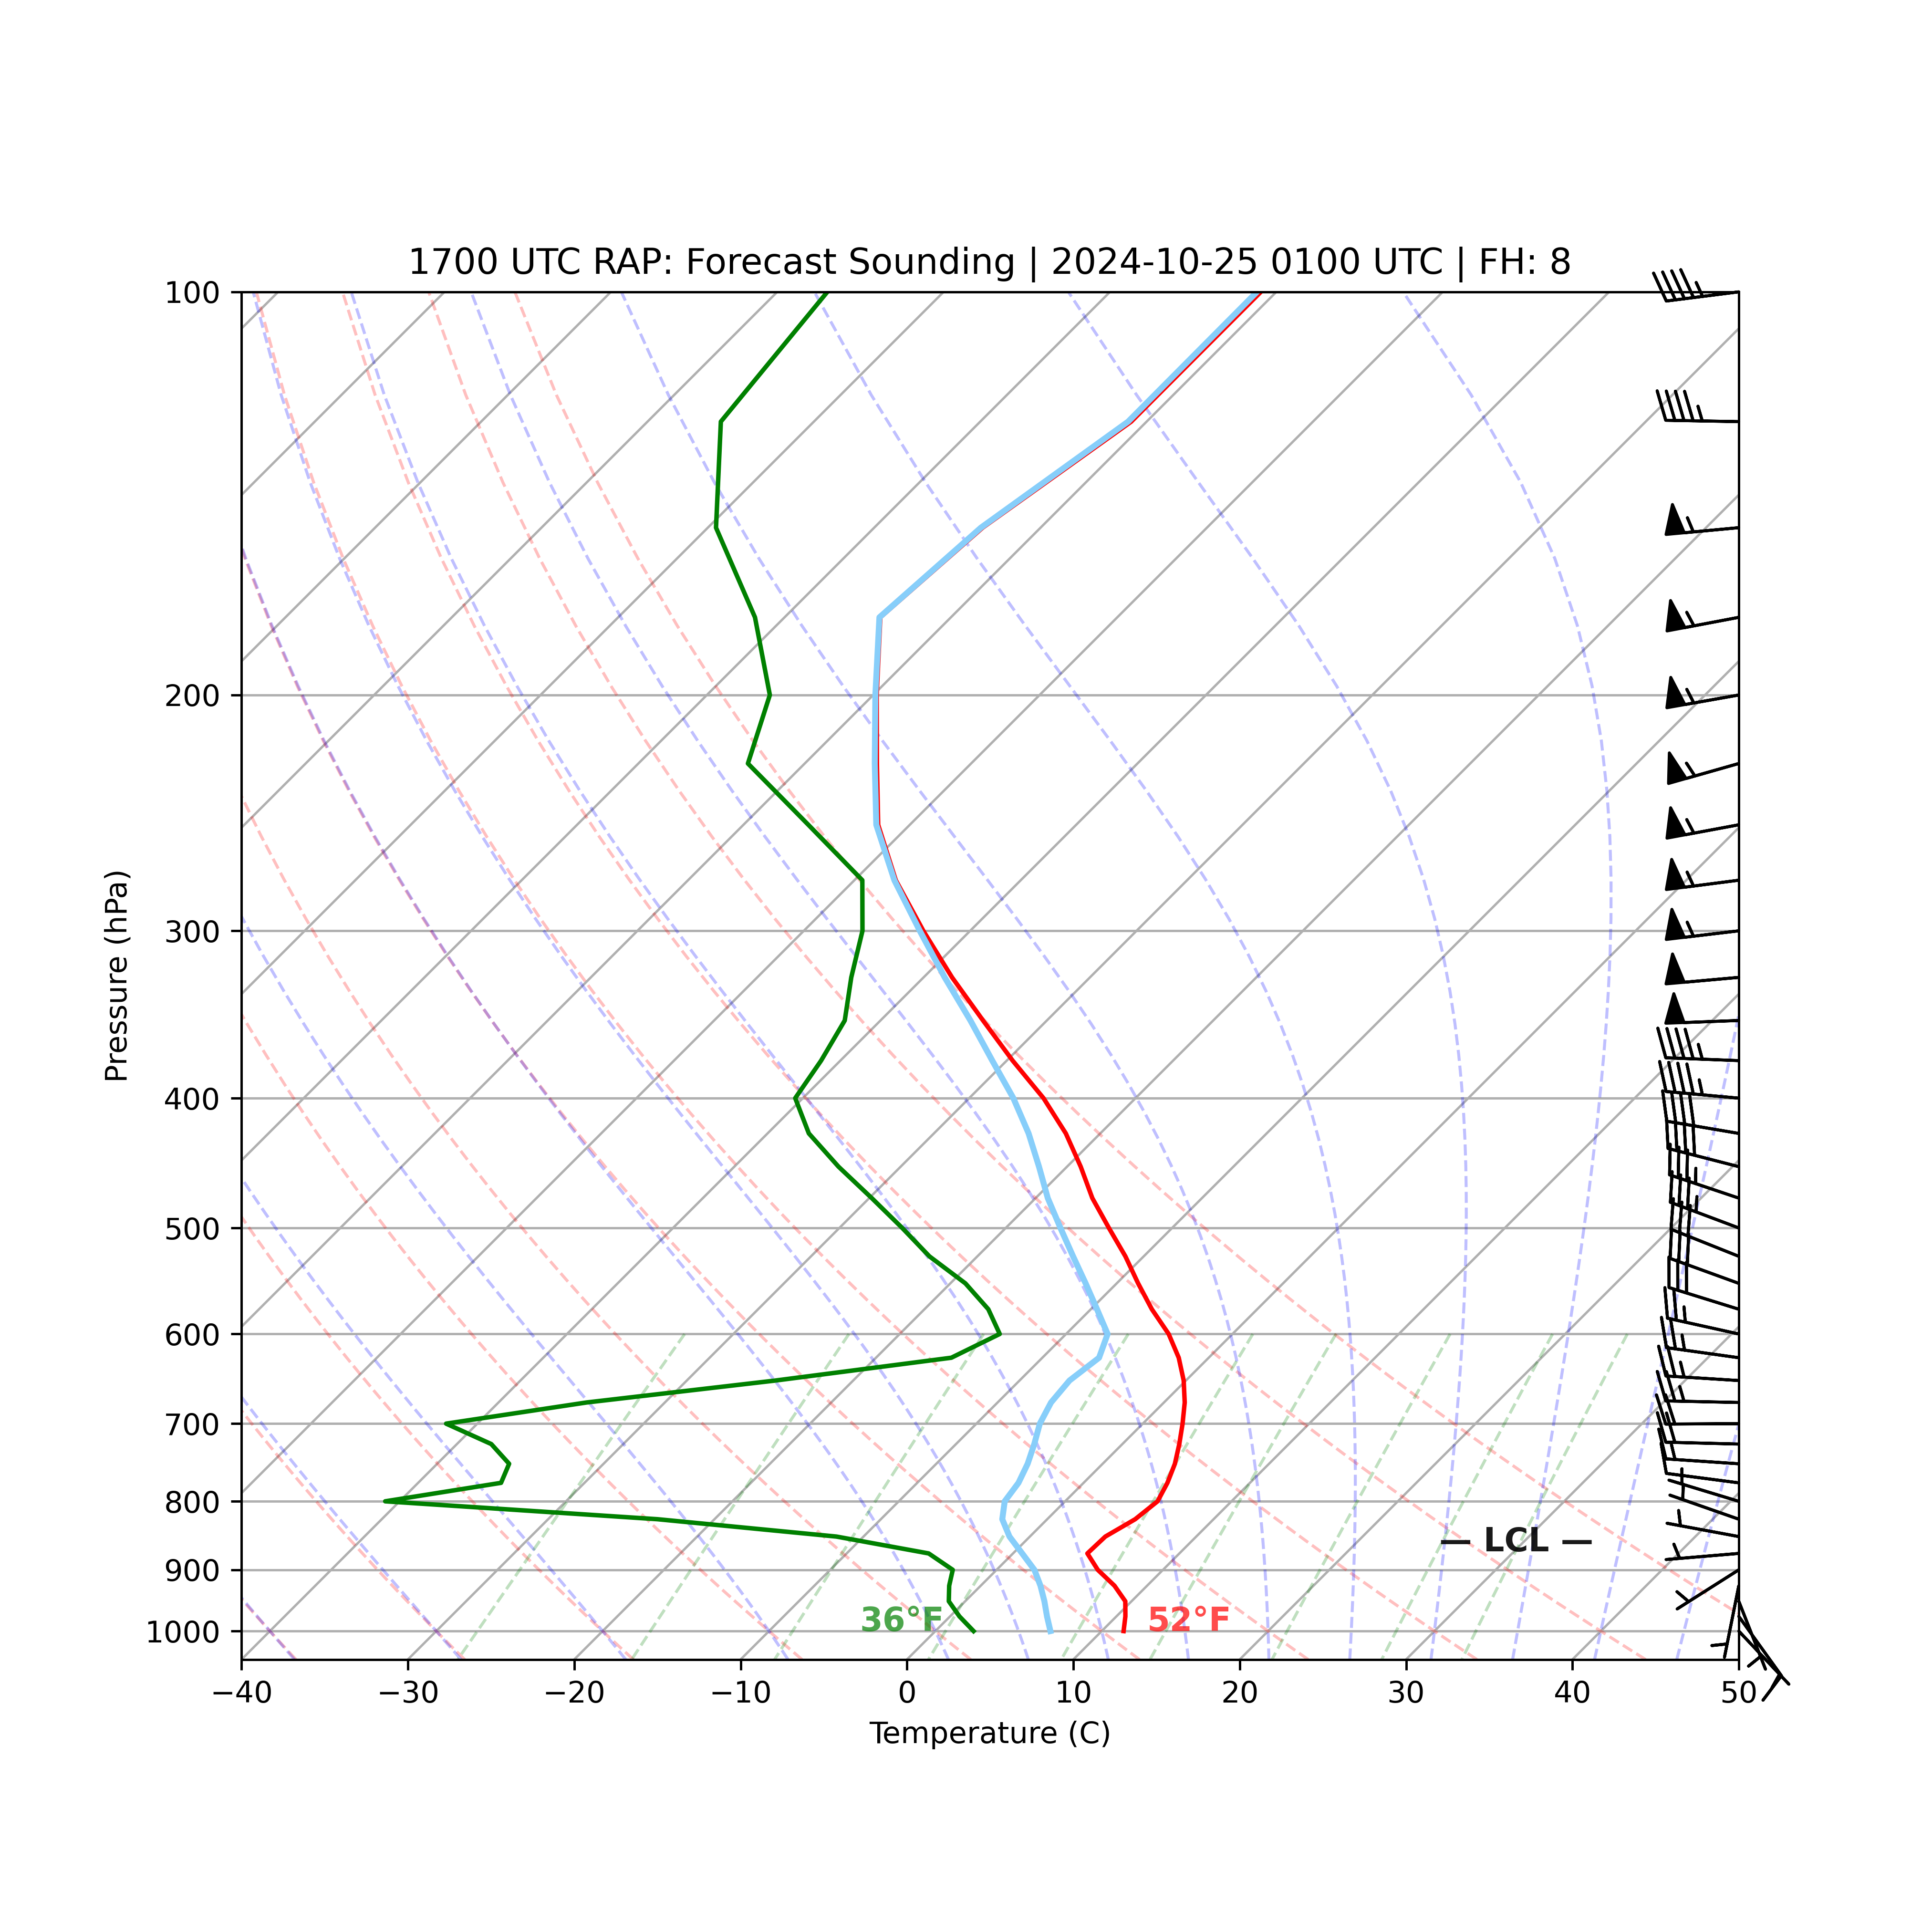 1700 UTC RAP: Forecast Sounding | 2024-10-25 0100 UTC | FH: 8
100
200
300
400
500
600
700
800
900
1000
Pressure (hPa)
— LCL —
36°F
52°F
−40 −30 −20 −10 0 10 20 30 40 50
Temperature (C)